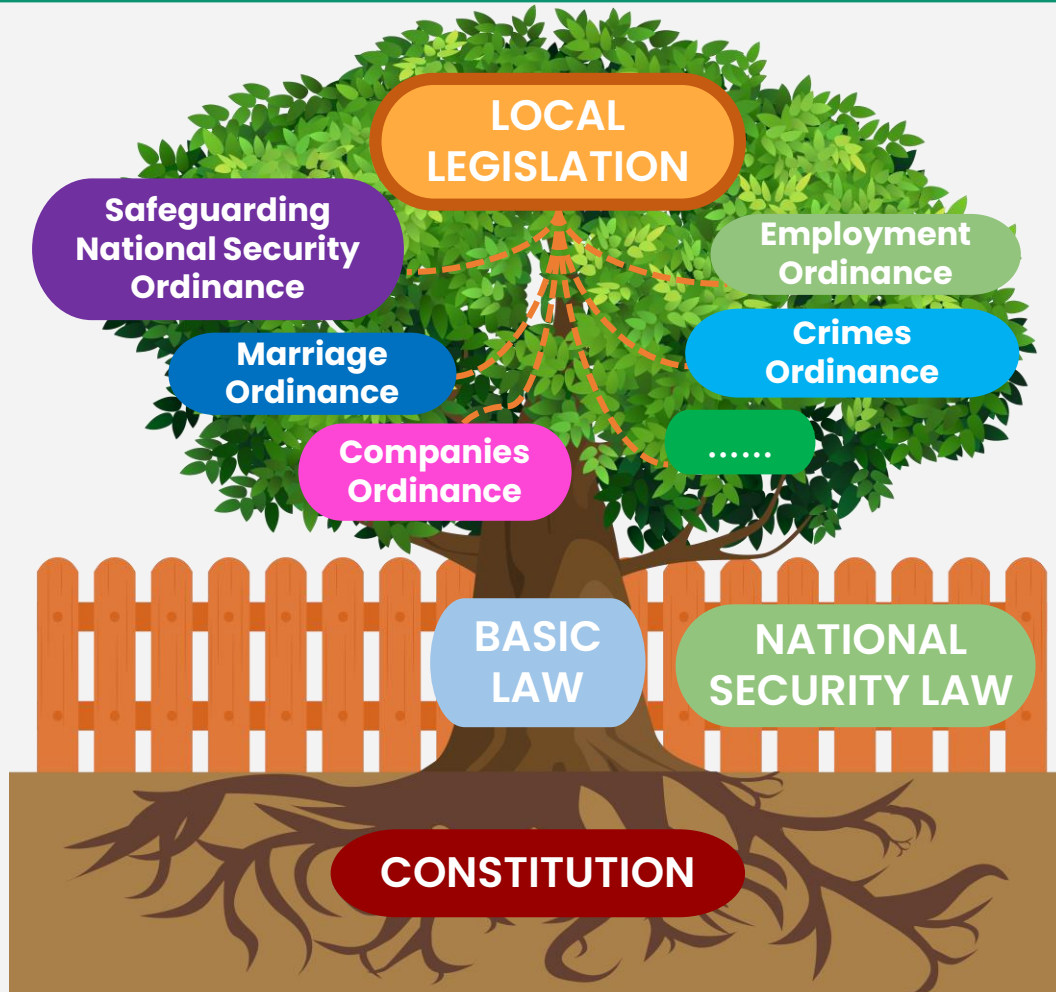 LOCAL
LEGISLATION
Safeguarding
National Security
Ordinance
Employment
Ordinance
Marriage
Ordinance
Crimes
Ordinance
Companies
Ordinance
......
BASIC
LAW
NATIONAL
SECURITY LAW
CONSTITUTION